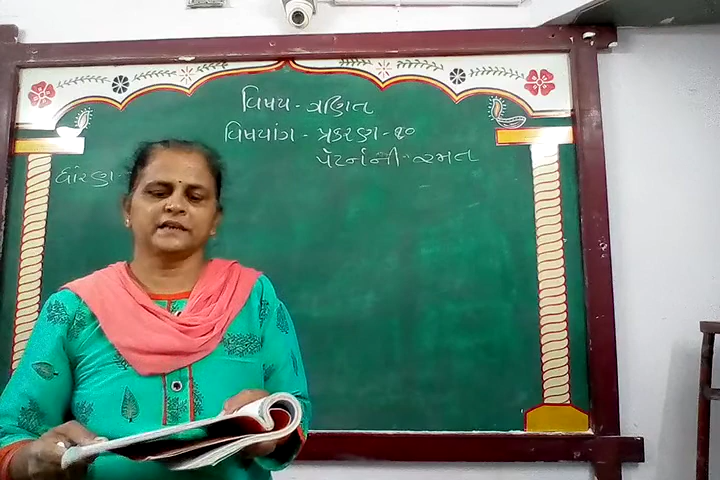 વિષય - ગણિત
વિષયાંગ - પ્રકરણ - ૧૦
પેટર્નની રમત
ધોરણ -